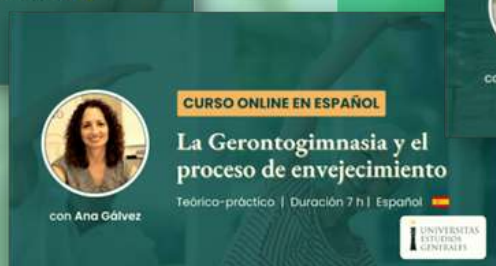 CURSO ONLINE EN ESPAÑOL
La Gerontogimnasia y el
proceso de envejecimiento
Teórico-práctico | Duración 7 h | Español
con Ana Gálvez
UNIVERSITAS
ESTUDIOS
GENERALES